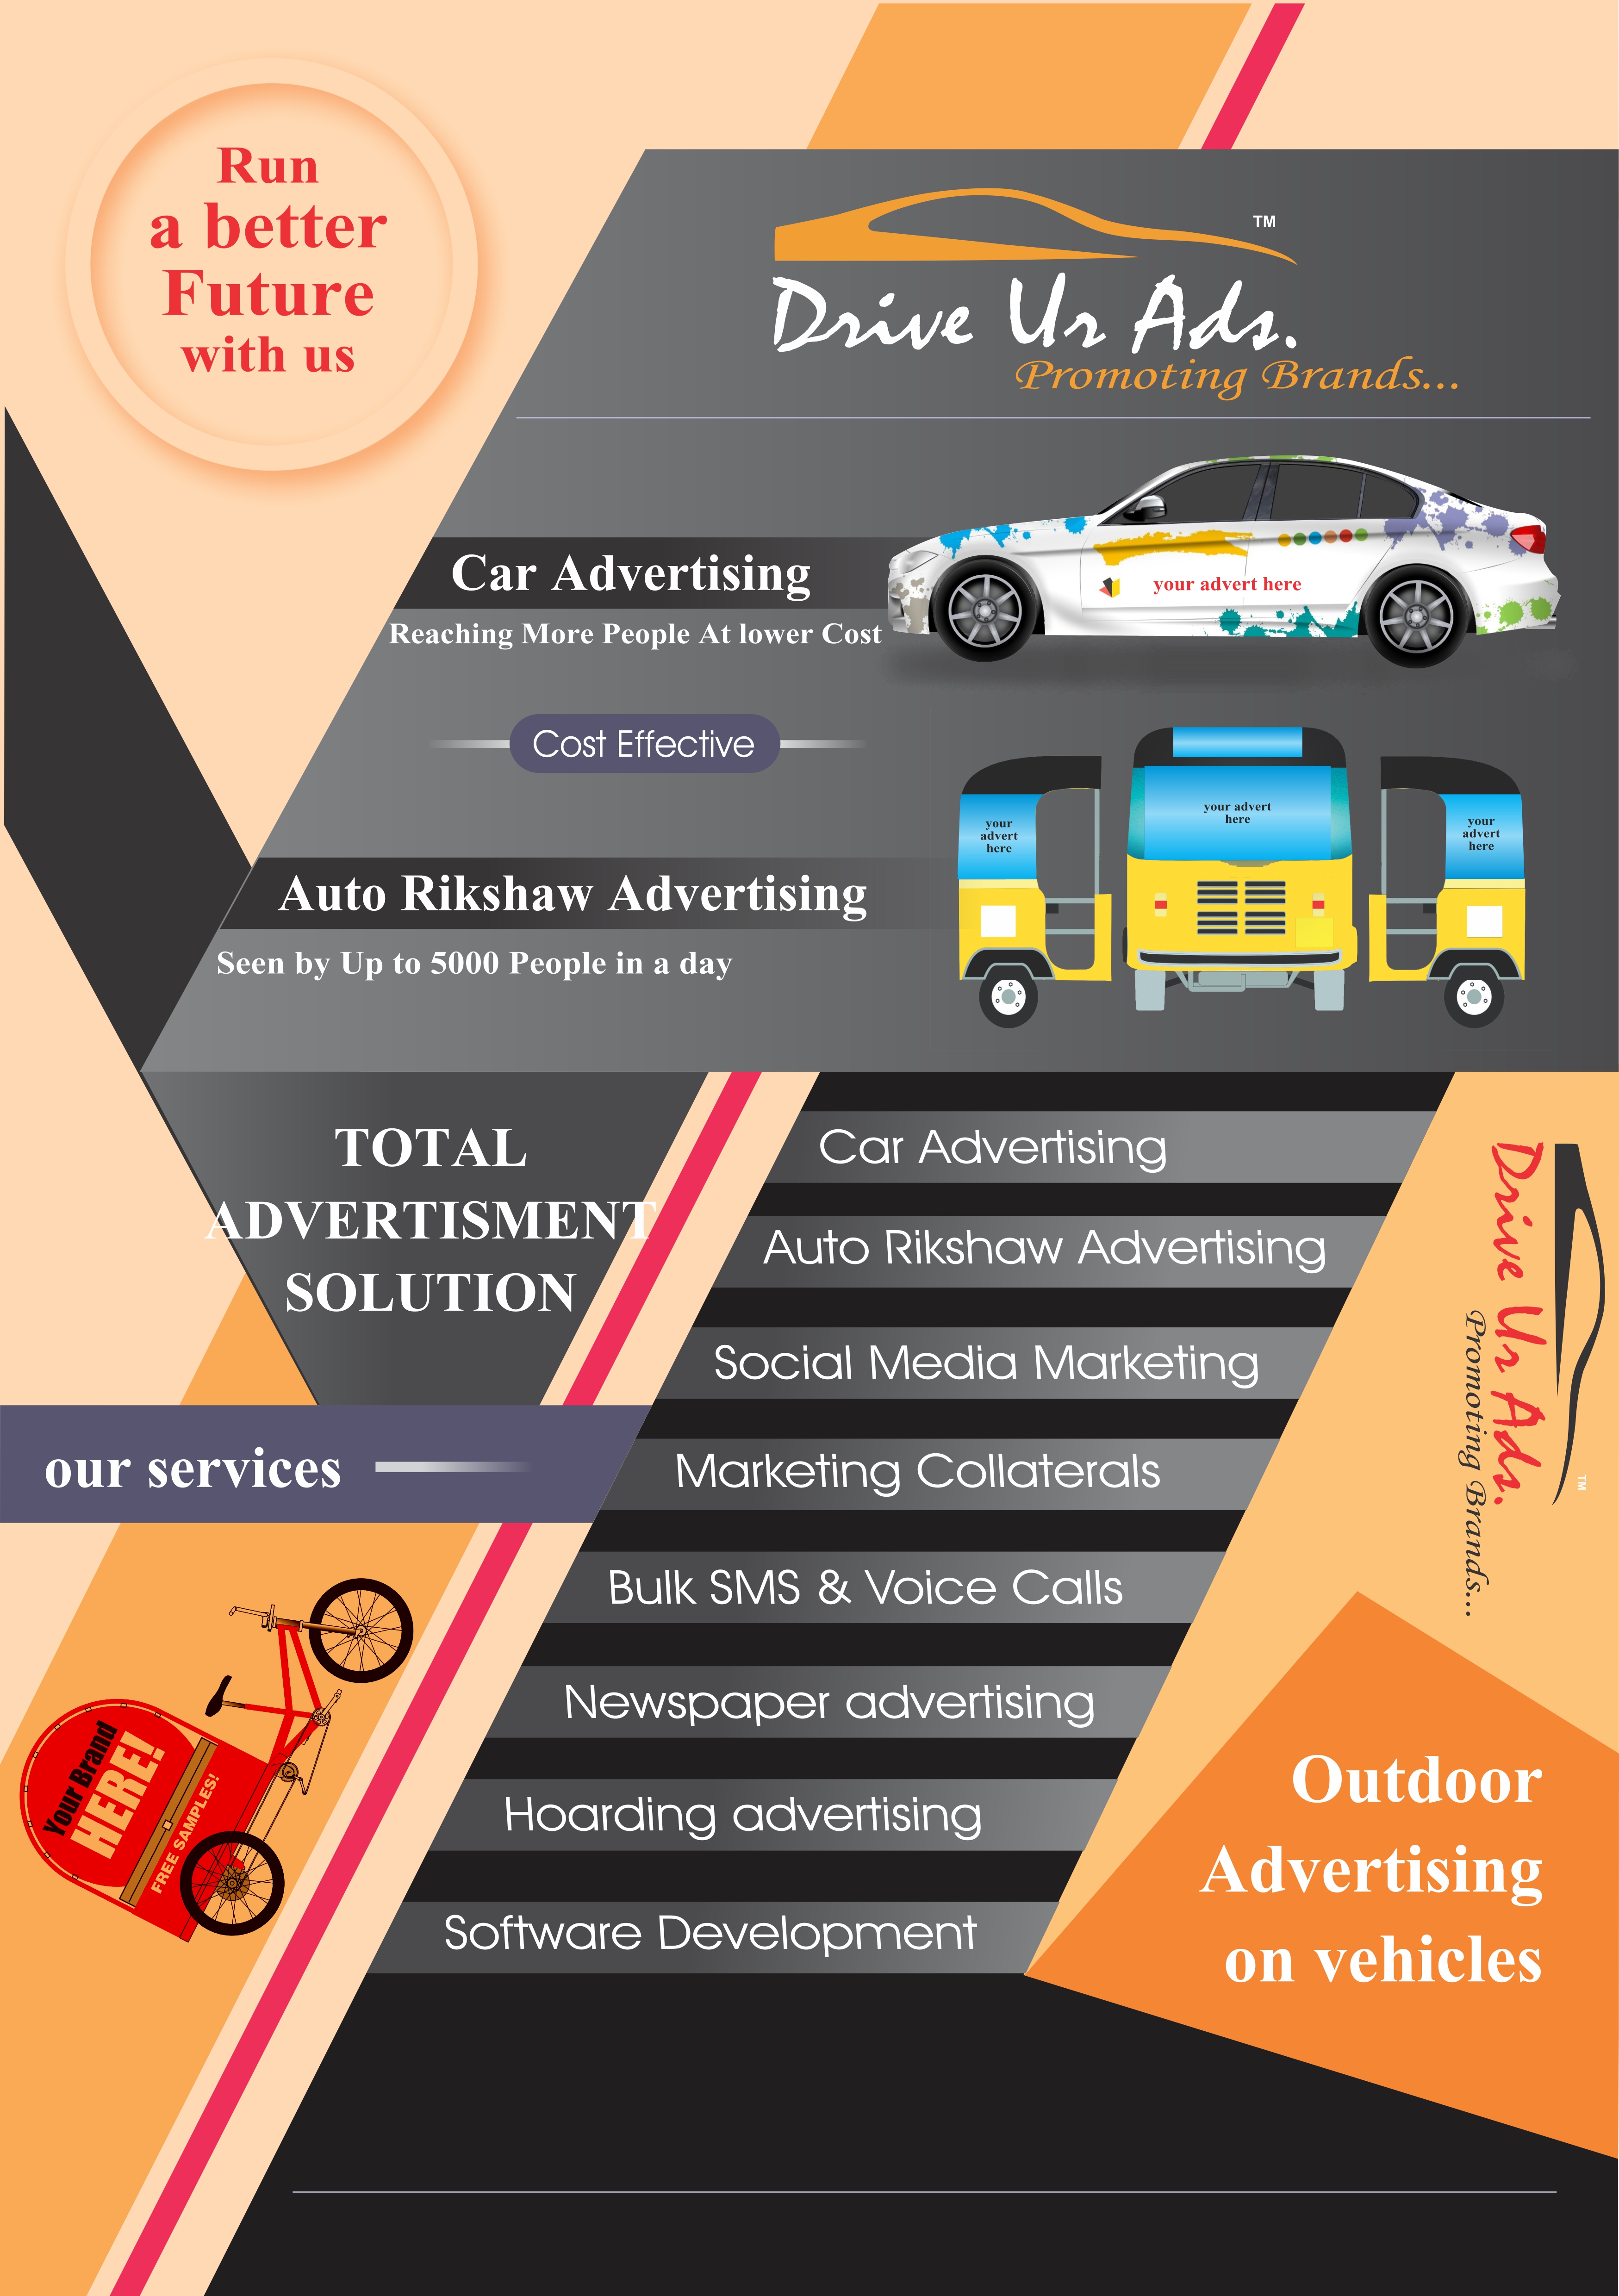 Run
a better
Future
with us
TM
Drive Ur Ads.
Promoting Brands...
Car Advertising
Reaching More People At lower Cost
your advert here
Cost Effective
your
advert
here
your advert
here
your
advert
here
Auto Rikshaw Advertising
Seen by Up to 5000 People in a day
TOTAL
ADVERTISMENT
SOLUTION
our services
Car Advertising
Auto Rikshaw Advertising
Social Media Marketing
Marketing Collaterals
Bulk SMS & Voice Calls
Newspaper advertising
Hoarding advertising
Software Development
Drive Ur Ads.
TM
Promoting Brands...
Your Brand
HERE!
FREE SAMPLES!
Outdoor
Advertising
on vehicles